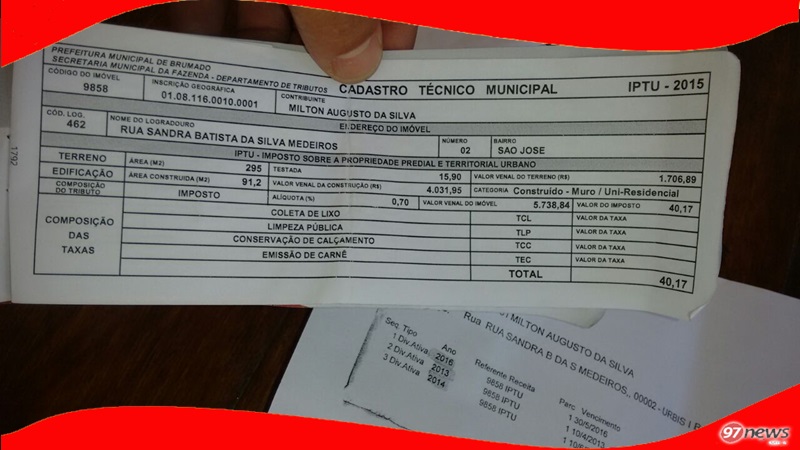 PREFEITURA MUNICIPAL DE BRUMADO
SECRETARIA MUNICIPAL DA FAZENDA - DEPARTAMENTO DE TRIBUTOS
CADASTRO TÉCNICO MUNICIPAL IPTU - 2015
CÓDIGO DO IMÓVEL INSCRIÇÃO GEOGRÁFICA CONTRIBUINTE
9858 01.08.116.0010.0001 MILTON AUGUSTO DA SILVA
ENDEREÇO DO IMÓVEL
CÓD. LOG. NOME DO LOGRADOURO NÚMERO BAIRRO
462 RUA SANDRA BATISTA DA SILVA MEDEIROS 02 SAO JOSE
1792
IPTU - IMPOSTO SOBRE A PROPRIEDADE PREDIAL E TERRITORIAL URBANO
TERRENO ÁREA (M2) 295 TESTADA 15,90 VALOR VENAL DO TERRENO (R$) 1.706,89
EDIFICAÇÃO ÁREA CONSTRUIDA (M2) 91,2 VALOR VENAL DA CONSTRUÇÃO (R$) 4.031,95 CATEGORIA Construído - Muro / Uni-Residencial
COMPOSIÇÃO DO TRIBUTO IMPOSTO ALÍQUOTA (%) 0,70 VALOR VENAL DO IMÓVEL 5.738,84 VALOR DO IMPOSTO 40,17
COMPOSIÇÃO DAS TAXAS
COLETA DE LIXO TCL VALOR DA TAXA
LIMPEZA PÚBLICA TLP VALOR DA TAXA
CONSERVAÇÃO DE CALÇAMENTO TCC VALOR DA TAXA
EMISSÃO DE CARNÊ TEC VALOR DA TAXA
TOTAL 40,17
MILTON AUGUSTO DA SILVA
Rua RUA SANDRA B DA S MEDEIROS,, 00002 - URBIS I
Seq. Tipo Ano Referente Receita Parc Vencimento
1 Div.Ativa 2016 9858 IPTU 1 30/5/2016
2 Div.Ativa 2013 9858 IPTU 1 10/4/2013
3 Div.Ativa 2014 9858 IPTU
97news